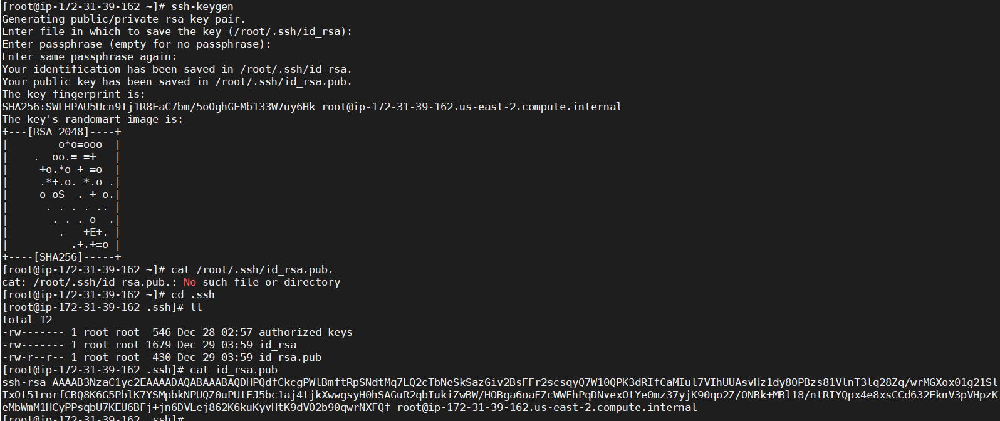 [root@ip-172-31-39-162 ~]# ssh-keygen
Generating public/private rsa key pair.
Enter file in which to save the key (/root/.ssh/id_rsa):
Enter passphrase (empty for no passphrase):
Enter same passphrase again:
Your identification has been saved in /root/.ssh/id_rsa.
Your public key has been saved in /root/.ssh/id_rsa.pub.
The key fingerprint is:
SHA256:SWLHPAU5Ucn9Ij1R8EaC7bm/5oOghGEMb133W7uy6Hk root@ip-172-31-39-162.us-east-2.compute.internal
The key's randomart image is:
+---[RSA 2048]----+
|        o*o=ooo  |
|    .  oo.= =+   |
|     +o.*o + =o  |
|     .*+.o. *.o .|
|     o oS  . + o.|
|      . . . . .. |
|       . . . o  .|
|        .   +E+. |
|          .+.+=o |
+----[SHA256]-----+
[root@ip-172-31-39-162 ~]# cat /root/.ssh/id_rsa.pub.
cat: /root/.ssh/id_rsa.pub.: No such file or directory
[root@ip-172-31-39-162 ~]# cd .ssh
[root@ip-172-31-39-162 .ssh]# ll
total 12
-rw------- 1 root root  546 Dec 28 02:57 authorized_keys
-rw------- 1 root root 1679 Dec 29 03:59 id_rsa
-rw-r--r-- 1 root root  430 Dec 29 03:59 id_rsa.pub
[root@ip-172-31-39-162 .ssh]# cat id_rsa.pub
ssh-rsa AAAAB3NzaC1yc2EAAAADAQABAAABAQDHPQdfCkcgPWlBmftRpSNdtMq7LQ2cTbNeSkSazGiv2BsFFr2scsqyQ7W10QPK3dRIfCaMIul7VIhUUAsvHz1dy8OPBzs81VlnT3lq28Zq/wrMGXox01g21Sl
TxOt51rorfCBQ8K6G5PblK7YSMpbkNPUQZ0uPUtFJ5bc1aj4tjkXwwgsyH0hSAGuR2qbIukiZwBW/HOBga6oaFZcWWFhPqDNvexOtYe0mz37yjK90qo2Z/ONBk+MBl18/ntRIYQpx4e8xsCCd632EknV3pVHpzK
eMbWmM1HCyPPsqbU7KEU6BFj+jn6DVLej862K6kuKyvHtK9dVO2b90qwrNXFQf root@ip-172-31-39-162.us-east-2.compute.internal
[root@ip-172-31-39-162 .ssh]#